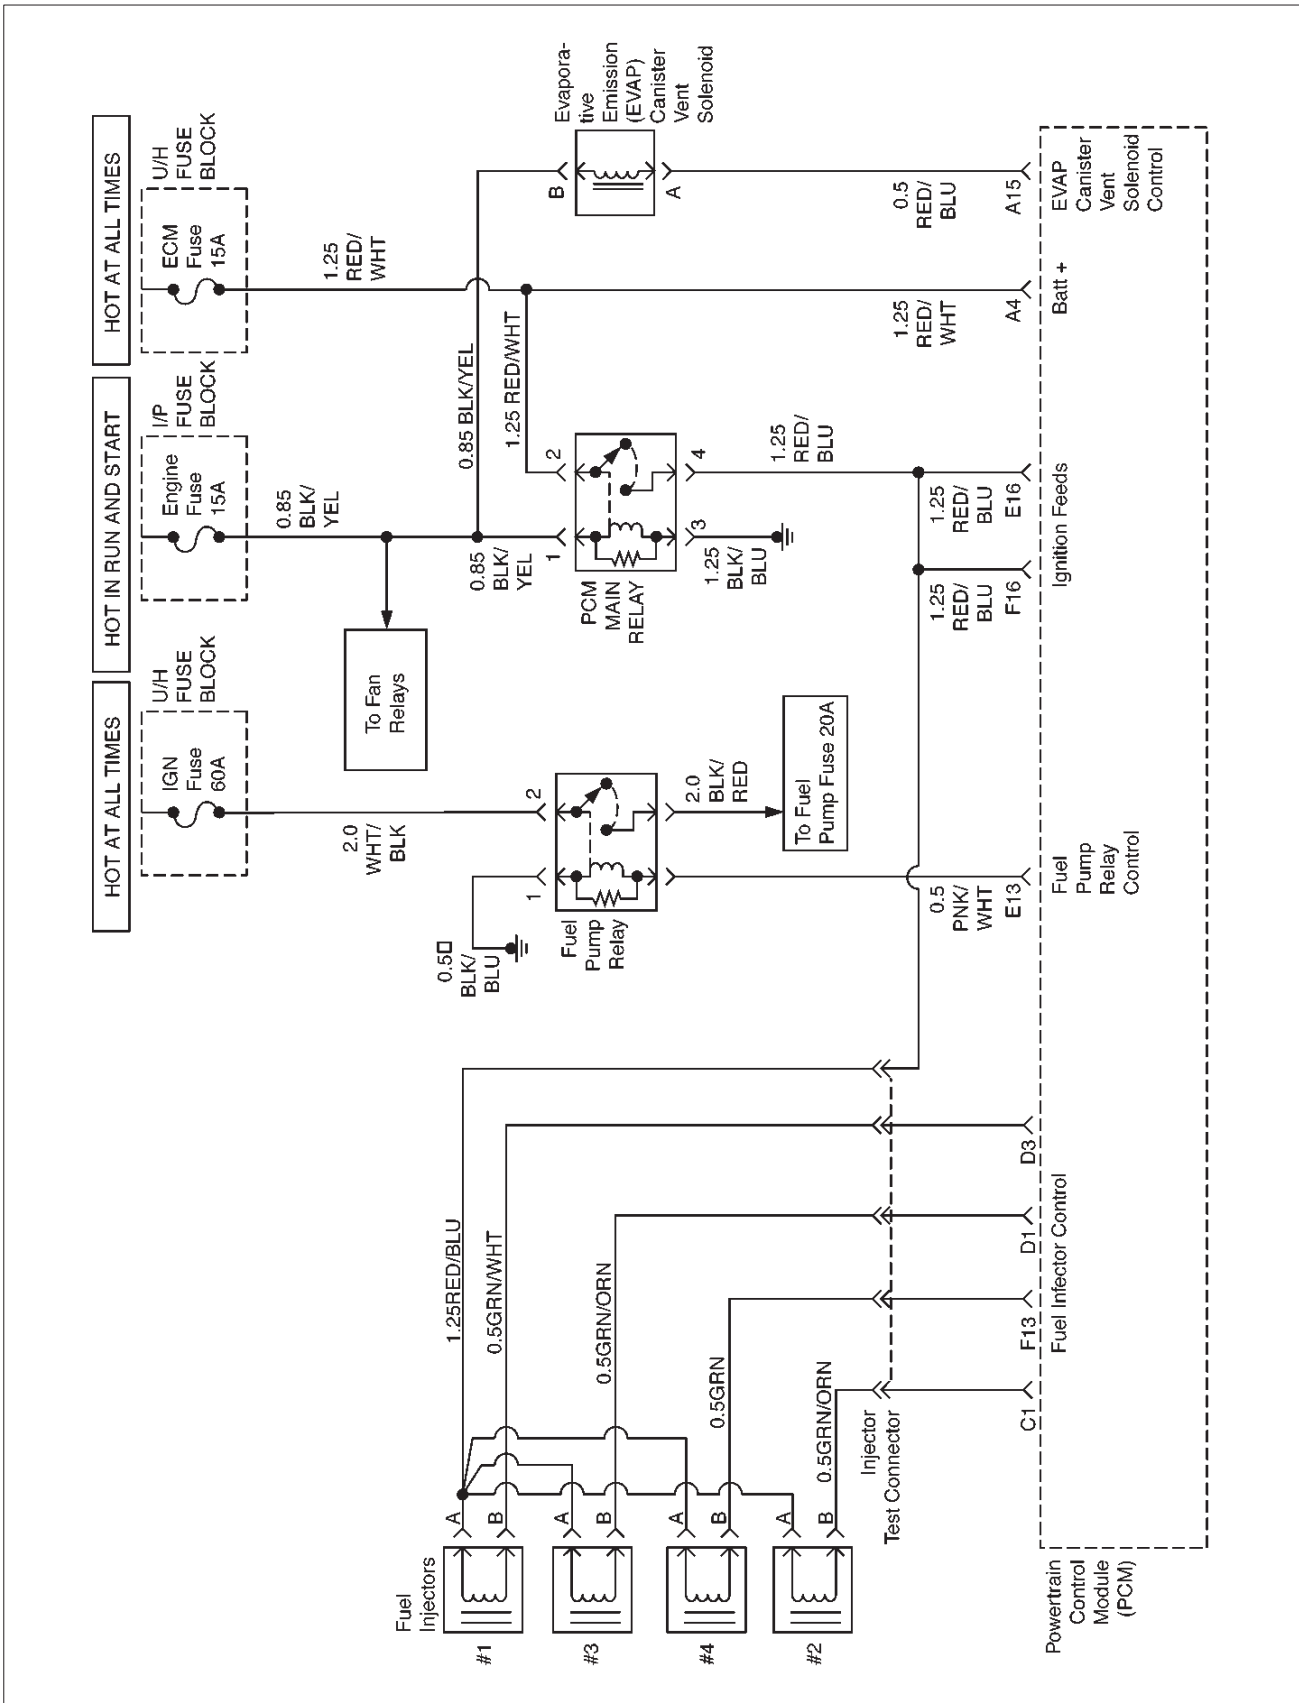 HOT AT ALL TIMES
HOT IN RUN AND START
HOT AT ALL TIMES
U/H
FUSE
BLOCK
IGN
Fuse
60A
I/P
FUSE
BLOCK
Engine
Fuse
15A
U/H
FUSE
BLOCK
ECM
Fuse
15A
2.0
WHT/
BLK
0.85
BLK/
YEL
1.25
RED/
WHT
To Fan
Relays
0.5□
BLK/
BLU
0.85 BLK/YEL
0.85
BLK/
YEL
1.25 RED/WHT
1
2
Fuel
Pump
Relay
1
2
PCM
MAIN
RELAY
3
4
B
A
Evapora-
tive
Emission
(EVAP)
Canister
Vent
Solenoid
2.0
BLK/
RED
1.25
BLK/
BLU
1.25
RED/
BLU
To Fuel
Pump Fuse 20A
0.5
PNK/
WHT
1.25
RED/
BLU
1.25
RED/
BLU
1.25
RED/
WHT
0.5
RED/
BLU
Fuel
Injectors
#1
#3
#4
#2
A
B
A
B
A
B
A
B
1.25RED/BLU
0.5GRN/WHT
0.5GRN/ORN
0.5GRN
0.5GRN/ORN
Injector
Test Connector
C1
F13
D1
D3
E13
F16
E16
A4
A15
Fuel Infector Control
Fuel
Pump
Relay
Control
Ignition Feeds
Batt +
EVAP
Canister
Vent
Solenoid
Control
Powertrain
Control
Module
(PCM)